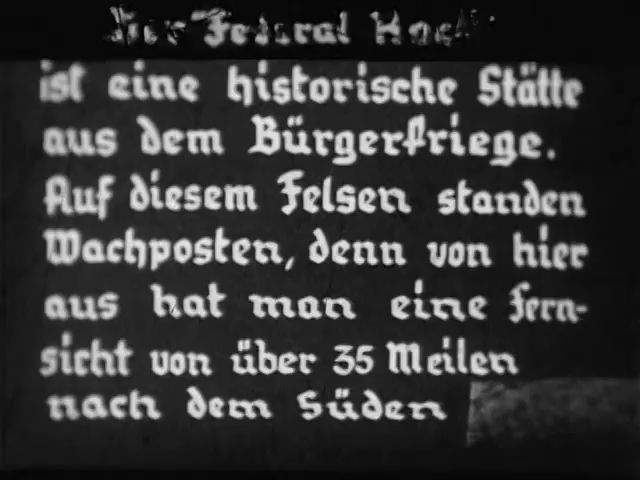 Der Federal
ist eine historische Stätte
aus dem Bürgerkriege.
Auf diesem Felsen standen
Wachposten, denn von hier
aus hat man eine Fern-
sicht von über 35 Meilen
nach dem Süden